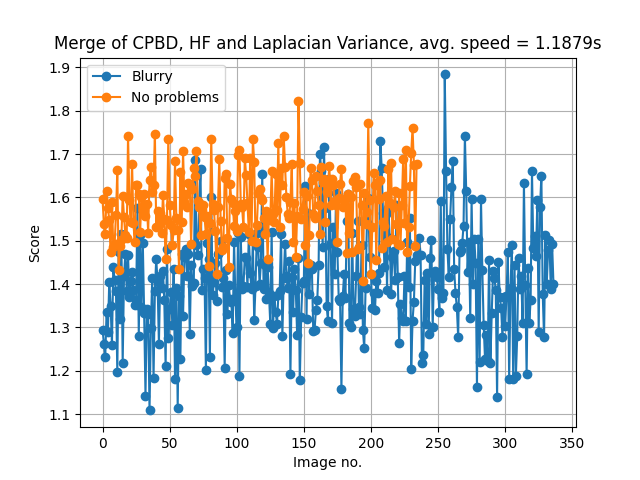 Merge of CPBD, HF and Laplacian Variance, avg. speed = 1.1879s
Blurry
No problems
Score
1.9
1.8
1.7
1.6
1.5
1.4
1.3
1.2
1.1
0 50 100 150 200 250 300 350
Image no.